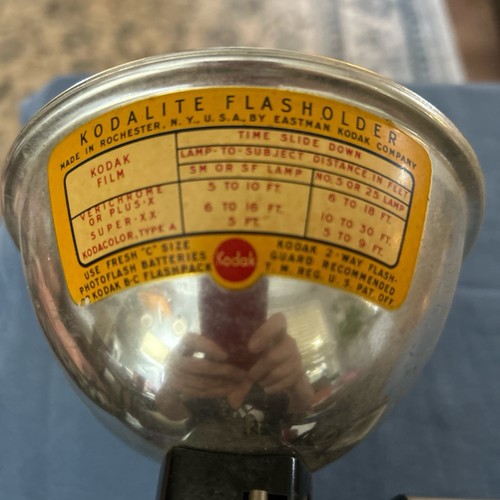 KODALITE FLASHOLDER
MADE IN ROCHESTER, N.Y., U.S.A., BY EASTMAN KODAK COMPANY
KODAK FILM
TIME SLIDE DOWN
LAMP-TO-SUBJECT DISTANCE IN FEET
SM OR SF LAMP NO. 5 OR 25 LAMP
VERICHROME OR PLUS-X 5 TO 10 FT. 6 TO 18 FT.
SUPER-XX 6 TO 16 FT. 10 TO 30 FT.
KODACOLOR, TYPE A 5 FT. 5 TO 9 FT.
USE FRESH "C" SIZE
PHOTOFLASH BATTERIES
OR KODAK B-C FLASHPACK
Kodak
KODAK 2-WAY FLASH-
GUARD RECOMMENDED
T. M. REG. U. S. PAT. OFF.